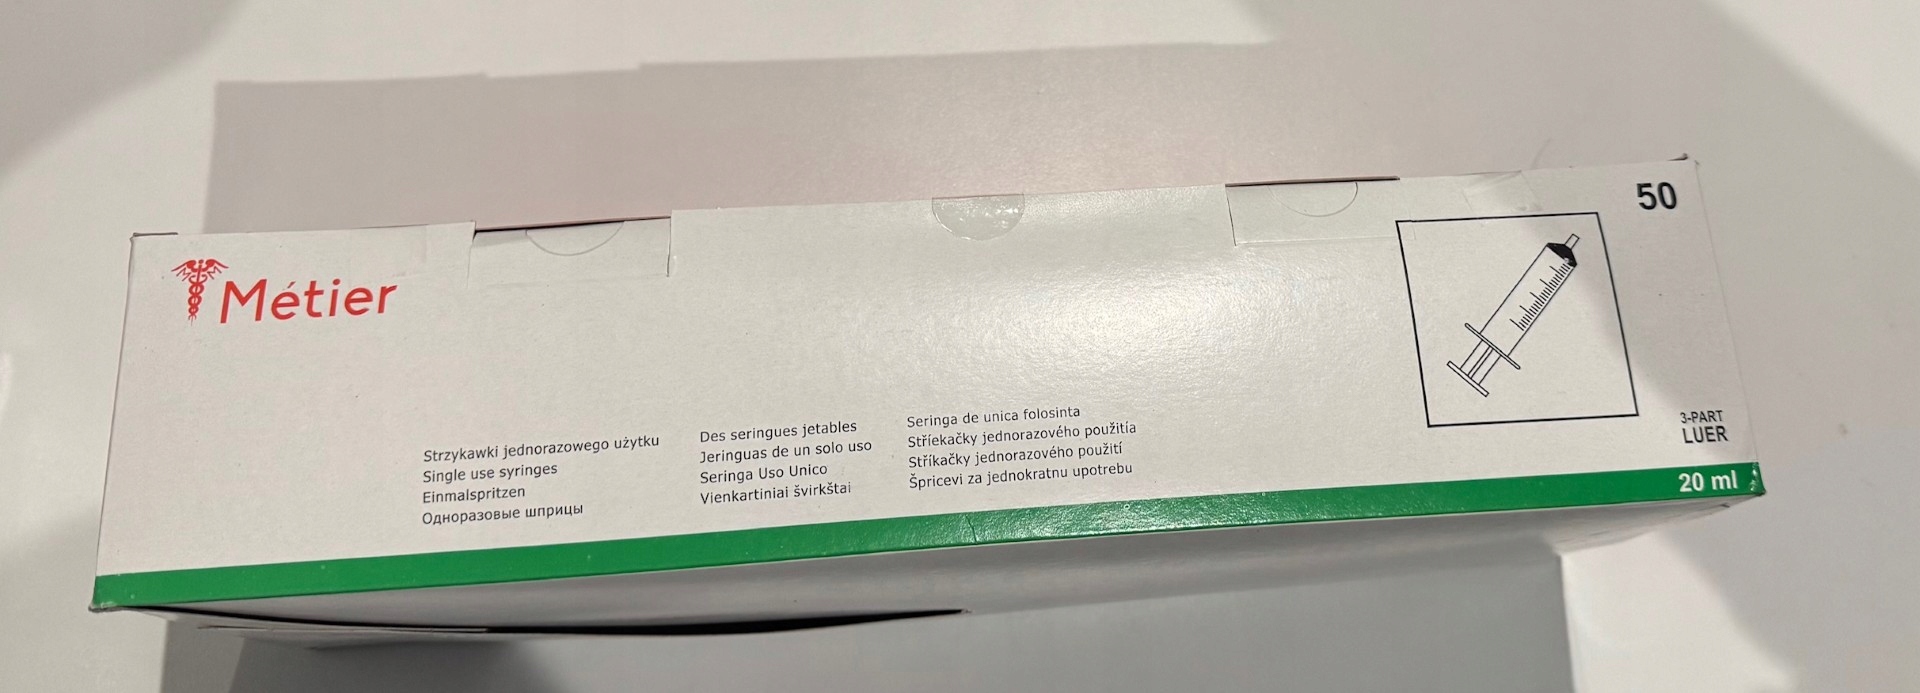 50
Métier
Strzykawki jednorazowego użytku
Single use syringes
Einmalspritzen
Одноразовые шприцы
Des seringues jetables
Jeringuas de un solo uso
Seringa Uso Unico
Vienkartiniai švirkštai
Seringa de unica folosinta
Stříekačky jednorazového použitia
Stříkačky jednorazového použití
Špricevi za jednokratnu upotrebu
3-PART
LUER
20 ml